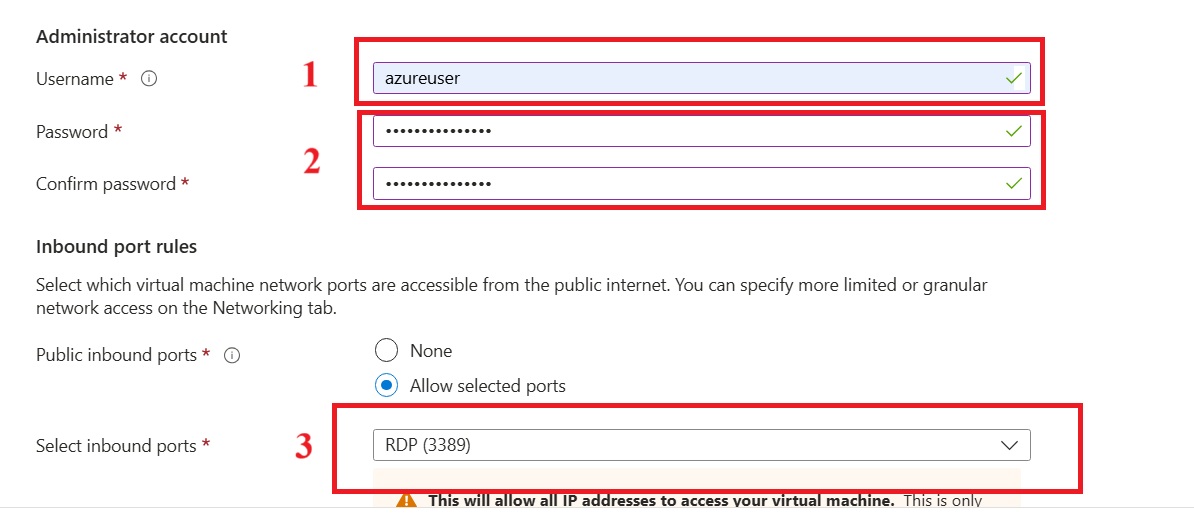 Administrator account
Username *
1
azureuser
Password *
•••••••••••••••
2
Confirm password *
•••••••••••••••
Inbound port rules
Select which virtual machine network ports are accessible from the public internet. You can specify more limited or granular
network access on the Networking tab.
Public inbound ports *
None
Allow selected ports
Select inbound ports *
3
RDP (3389)
This will allow all IP addresses to access your virtual machine. This is only